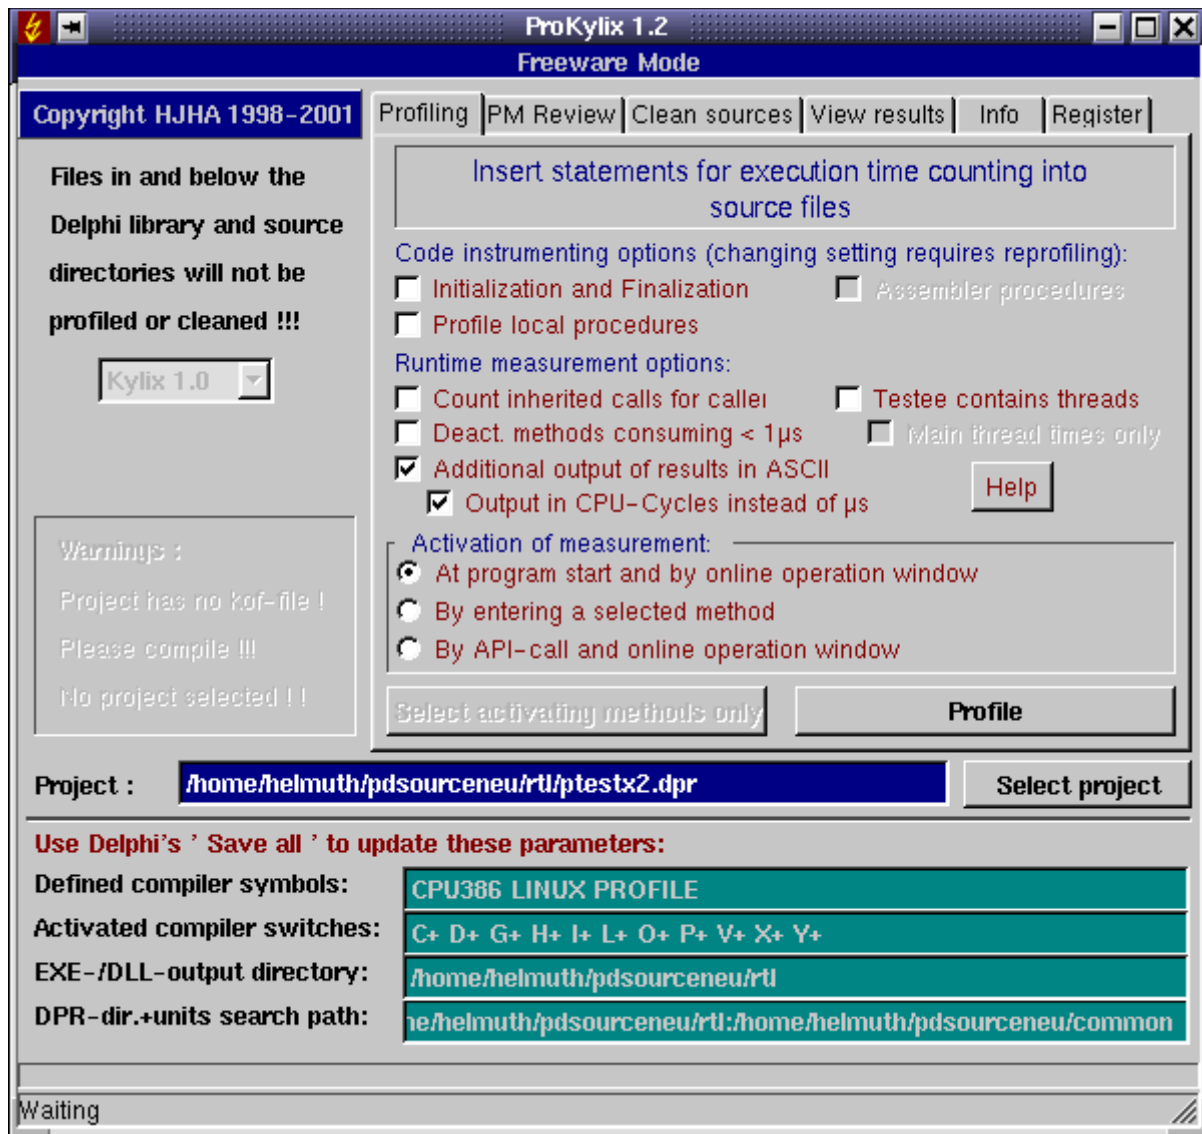 ProKylix 1.2
Freeware Mode
Copyright HJHA 1998-2001
Files in and below the
Delphi library and source
directories will not be
profiled or cleaned !!!
Kylix 1.0
Warnings :
Project has no kof-file !
Please compile !!!
No project selected ! !
Profiling PM Review Clean sources View results Info Register
Insert statements for execution time counting into
source files
Code instrumenting options (changing setting requires reprofiling):
Initialization and Finalization Assembler procedures
Profile local procedures
Runtime measurement options:
Count inherited calls for caller Testee contains threads
Deact. methods consuming < 1µs Main thread times only
Additional output of results in ASCII
Output in CPU-Cycles instead of µs
Help
Activation of measurement:
At program start and by online operation window
By entering a selected method
By API-call and online operation window
Select activating methods only Profile
Project : /home/helmuth/pdsourceneu/rtl/ptestx2.dpr Select project
Use Delphi's ' Save all ' to update these parameters:
Defined compiler symbols: CPU386 LINUX PROFILE
Activated compiler switches: C+ D+ G+ H+ I+ L+ O+ P+ V+ X+ Y+
EXE-/DLL-output directory: /home/helmuth/pdsourceneu/rtl
DPR-dir.+units search path: ne/helmuth/pdsourceneu/rtl:/home/helmuth/pdsourceneu/common
Waiting